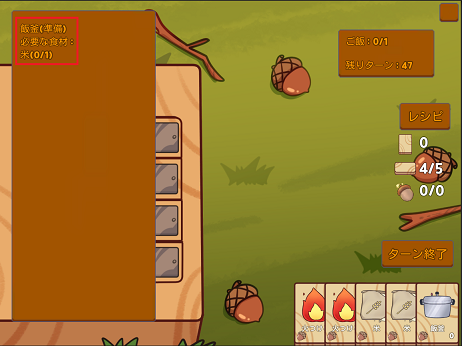 飯釜(準備)
必要な食材：
米(0/1)
ご飯：0/1
残りターン：47
レシピ
0
4/5
0/0
ターン終了
米
米
飯釜
0